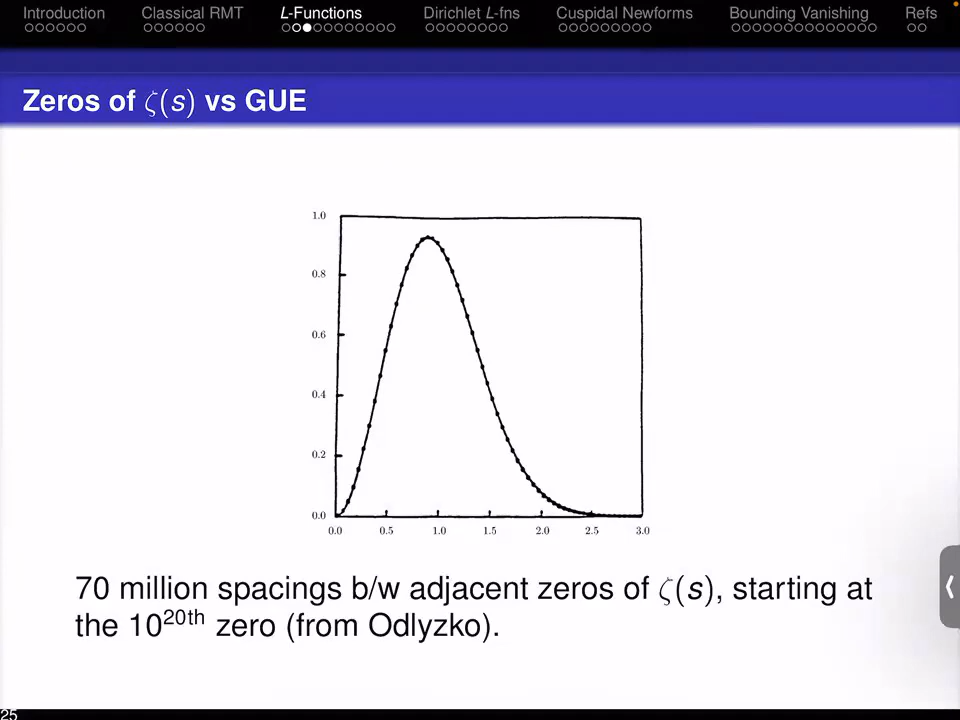 Introduction Classical RMT L-Functions Dirichlet L-fns Cuspidal Newforms Bounding Vanishing Refs
Zeros of ζ(s) vs GUE
1.0
0.8
0.6
0.4
0.2
0.0
0.0 0.5 1.0 1.5 2.0 2.5 3.0
70 million spacings b/w adjacent zeros of ζ(s), starting at
the 10^20th zero (from Odlyzko).
25